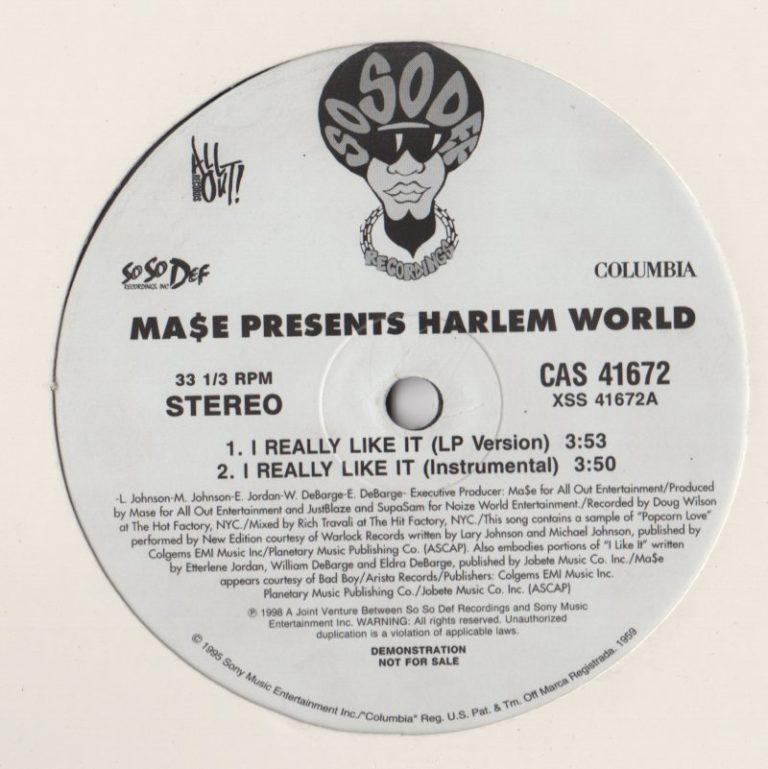 SO SO DEF
RECORDINGS
ALL
OUT!
RECORDS
SO SO DEF
RECORDINGS, INC.
COLUMBIA
MA$E PRESENTS HARLEM WORLD
33 1/3 RPM
STEREO
CAS 41672
XSS 41672A
1. I REALLY LIKE IT (LP Version) 3:53
2. I REALLY LIKE IT (Instrumental) 3:50
-L. Johnson-M. Johnson-E. Jordan-W. DeBarge-E. DeBarge- Executive Producer: Ma$e for All Out Entertainment/Produced
by Mase for All Out Entertainment and JustBlaze and SupaSam for Noize World Entertainment./Recorded by Doug Wilson
at The Hot Factory, NYC./Mixed by Rich Travali at The Hit Factory, NYC./This song contains a sample of "Popcorn Love"
performed by New Edition courtesy of Warlock Records written by Lary Johnson and Michael Johnson, published by
Colgems EMI Music Inc/Planetary Music Publishing Co. (ASCAP). Also embodies portions of "I Like It" written
by Etterlene Jordan, William DeBarge and Eldra DeBarge, published by Jobete Music Co. Inc./Ma$e
appears courtesy of Bad Boy/Arista Records/Publishers: Colgems EMI Music Inc.
Planetary Music Publishing Co./Jobete Music Co. Inc. (ASCAP)
℗ 1998 A Joint Venture Between So So Def Recordings and Sony Music
Entertainment Inc. WARNING: All rights reserved. Unauthorized
duplication is a violation of applicable laws.
DEMONSTRATION
NOT FOR SALE
© 1995 Sony Music Entertainment Inc./"Columbia" Reg. U.S. Pat. & Tm. Off Marca Registrada. 1959